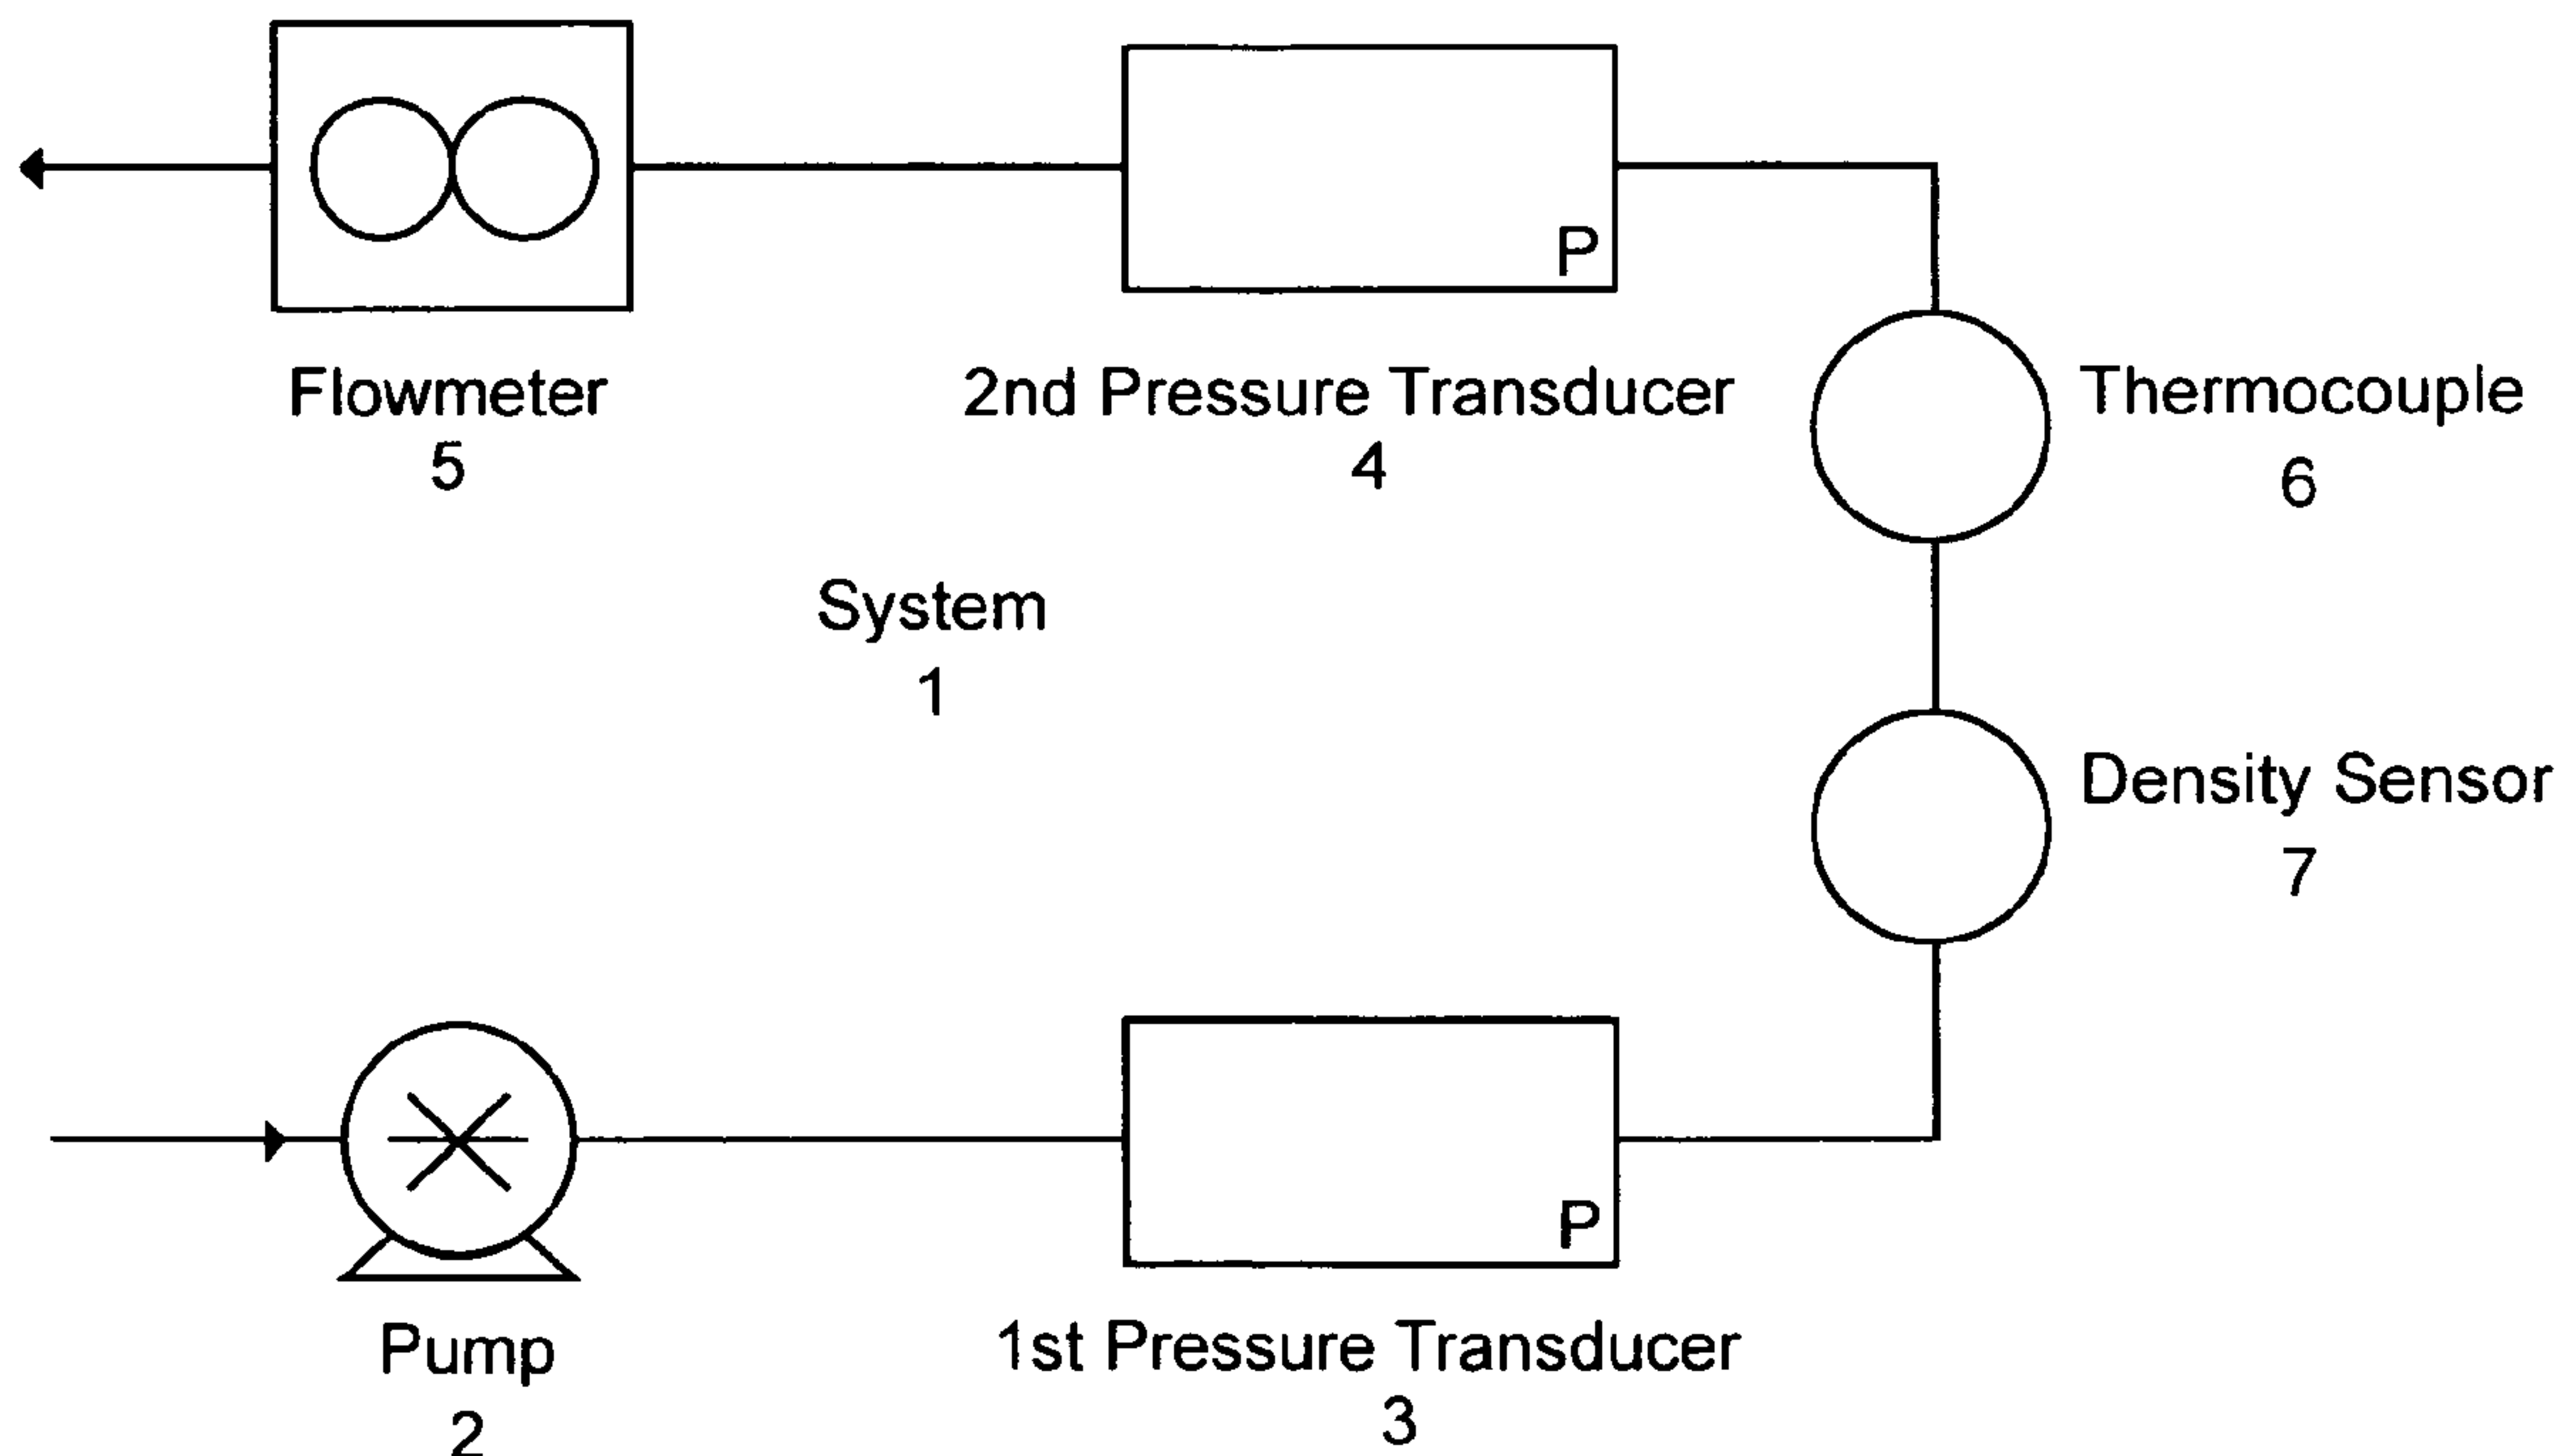 P
Flowmeter
5
2nd Pressure Transducer
4
Thermocouple
6
System
1
Density Sensor
7
P
Pump
2
1st Pressure Transducer
3